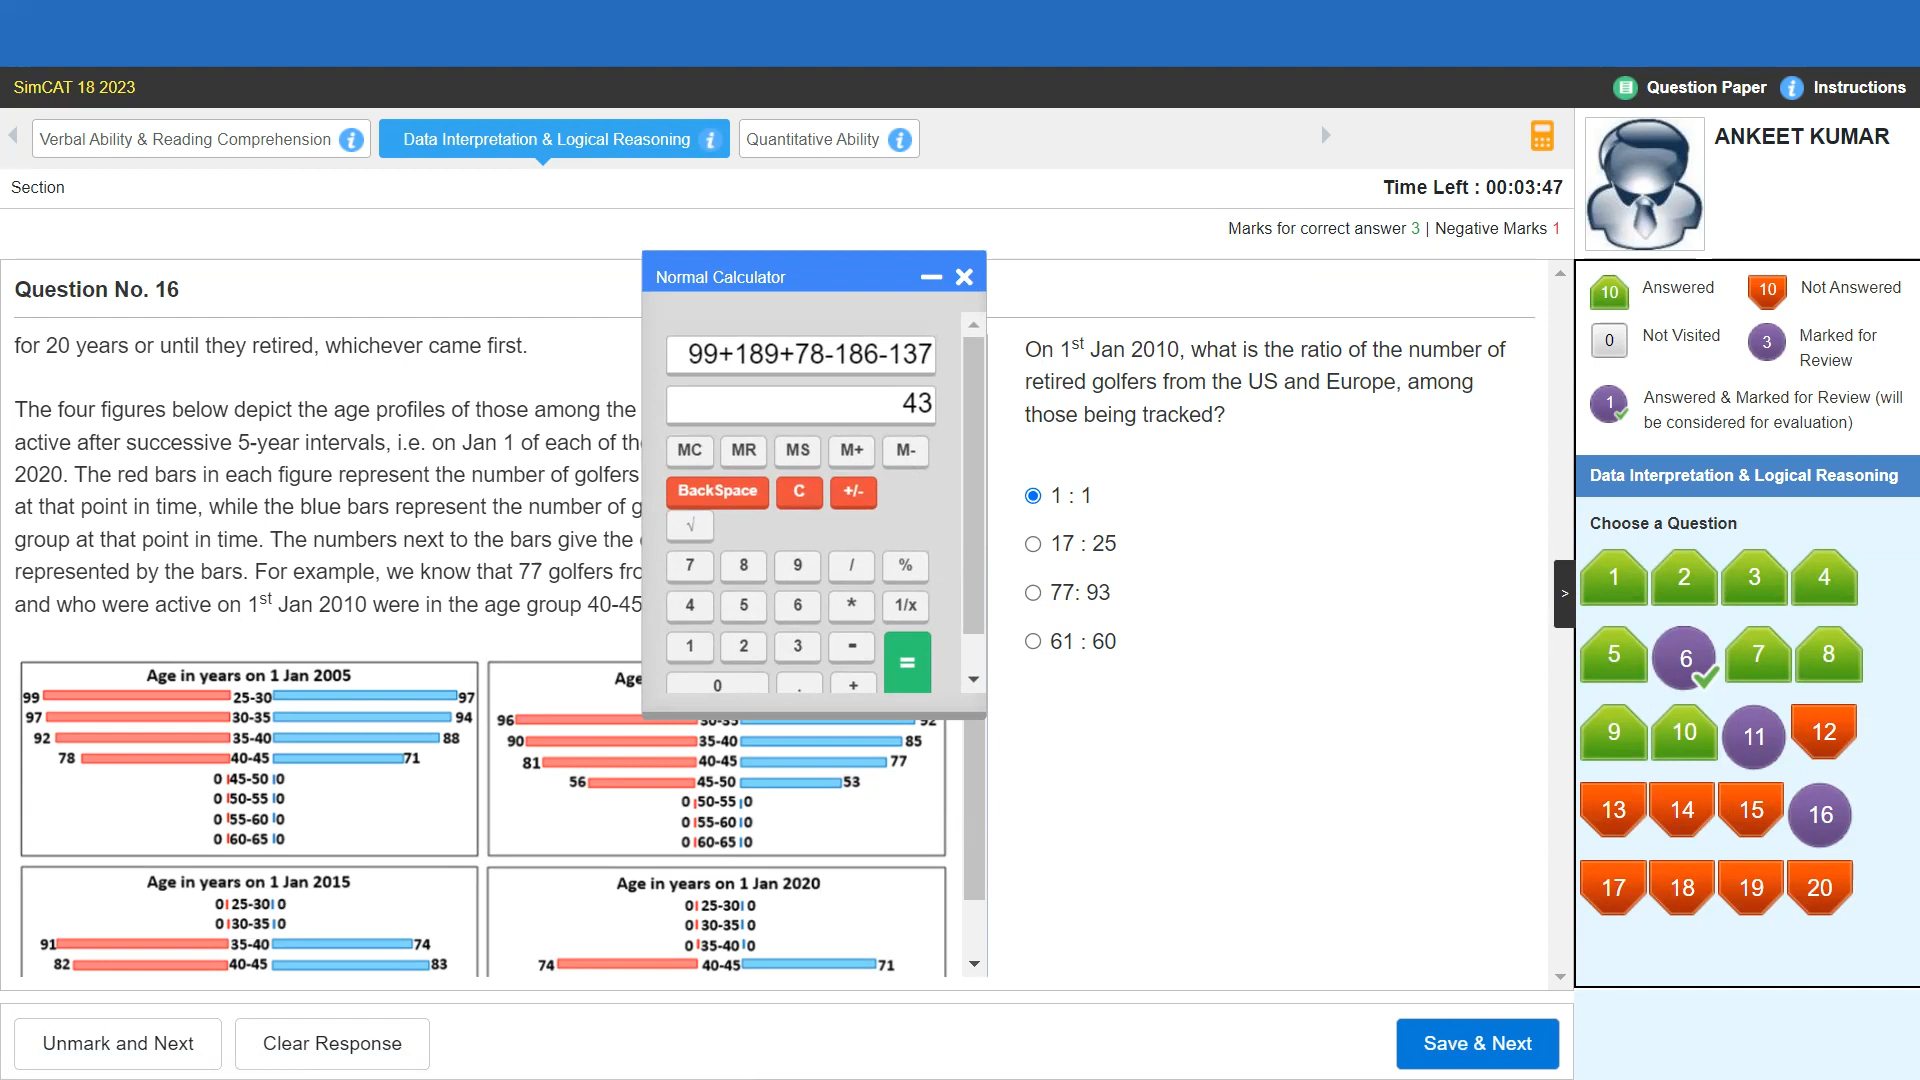 SimCAT 18 2023
Question Paper
Instructions
Verbal Ability & Reading Comprehension
Data Interpretation & Logical Reasoning
Quantitative Ability
ANKEET KUMAR
Section
Time Left : 00:03:47
Marks for correct answer 3 | Negative Marks 1
Question No. 16
for 20 years or until they retired, whichever came first.
The four figures below depict the age profiles of those among the
active after successive 5-year intervals, i.e. on Jan 1 of each of th
2020. The red bars in each figure represent the number of golfers
at that point in time, while the blue bars represent the number of g
group at that point in time. The numbers next to the bars give the
represented by the bars. For example, we know that 77 golfers fro
and who were active on 1st Jan 2010 were in the age group 40-45
Age in years on 1 Jan 2005
99 25-30 97
97 30-35 94
92 35-40 88
78 40-45 71
0 45-50 0
0 50-55 0
0 55-60 0
0 60-65 0
Age
96 30-35 92
90 35-40 85
81 40-45 77
56 45-50 53
0 50-55 0
0 55-60 0
0 60-65 0
Age in years on 1 Jan 2015
0 25-30 0
0 30-35 0
91 35-40 74
82 40-45 83
Age in years on 1 Jan 2020
0 25-30 0
0 30-35 0
0 35-40 0
74 40-45 71
Normal Calculator
99+189+78-186-137
43
MC MR MS M+ M-
BackSpace C +/-
√
7 8 9 / %
4 5 6 * 1/x
1 2 3 - =
0 . +
On 1st Jan 2010, what is the ratio of the number of
retired golfers from the US and Europe, among
those being tracked?
1 : 1
17 : 25
77: 93
61 : 60
>
10 Answered
10 Not Answered
0 Not Visited
3 Marked for
Review
1 Answered & Marked for Review (will
be considered for evaluation)
Data Interpretation & Logical Reasoning
Choose a Question
1 2 3 4
5 6 7 8
9 10 11 12
13 14 15 16
17 18 19 20
Unmark and Next
Clear Response
Save & Next